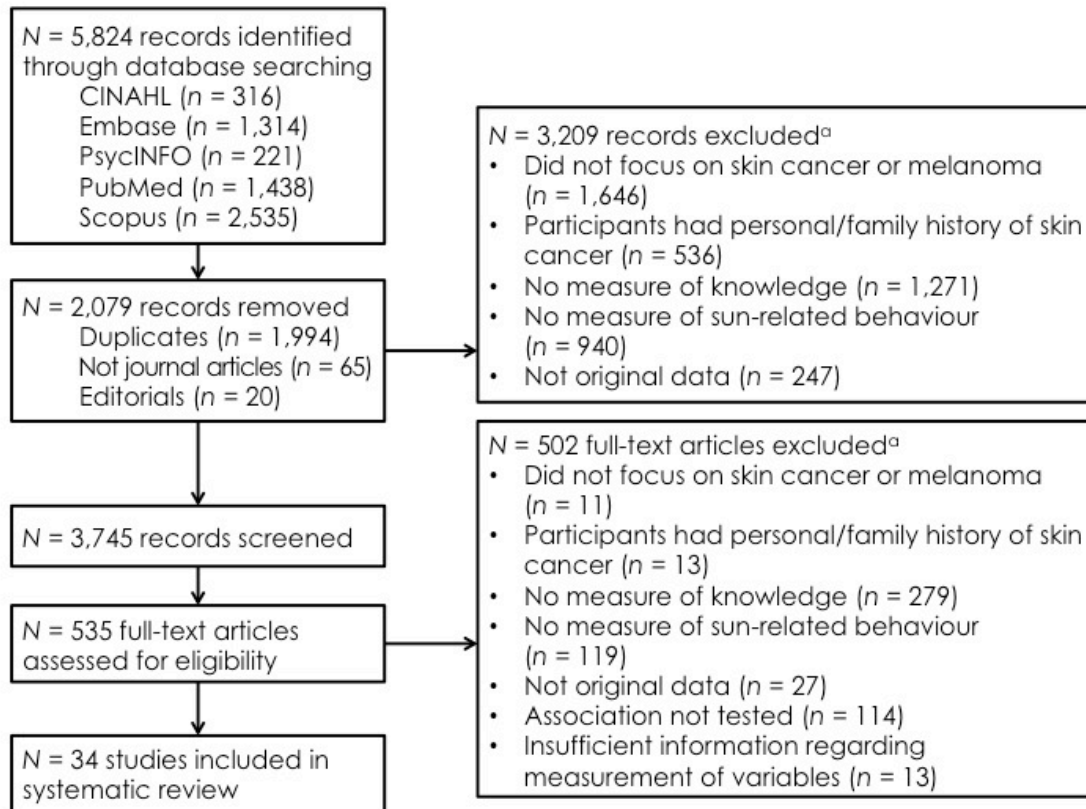 N = 5,824 records identified
through database searching
CINAHL (n = 316)
Embase (n = 1,314)
PsycINFO (n = 221)
PubMed (n = 1,438)
Scopus (n = 2,535)
N = 2,079 records removed
Duplicates (n = 1,994)
Not journal articles (n = 65)
Editorials (n = 20)
N = 3,209 records excludedᵃ
• Did not focus on skin cancer or melanoma
(n = 1,646)
• Participants had personal/family history of skin
cancer (n = 536)
• No measure of knowledge (n = 1,271)
• No measure of sun-related behaviour
(n = 940)
• Not original data (n = 247)
N = 3,745 records screened
N = 535 full-text articles
assessed for eligibility
N = 502 full-text articles excludedᵃ
• Did not focus on skin cancer or melanoma
(n = 11)
• Participants had personal/family history of skin
cancer (n = 13)
• No measure of knowledge (n = 279)
• No measure of sun-related behaviour
(n = 119)
• Not original data (n = 27)
• Association not tested (n = 114)
• Insufficient information regarding
measurement of variables (n = 13)
N = 34 studies included in
systematic review